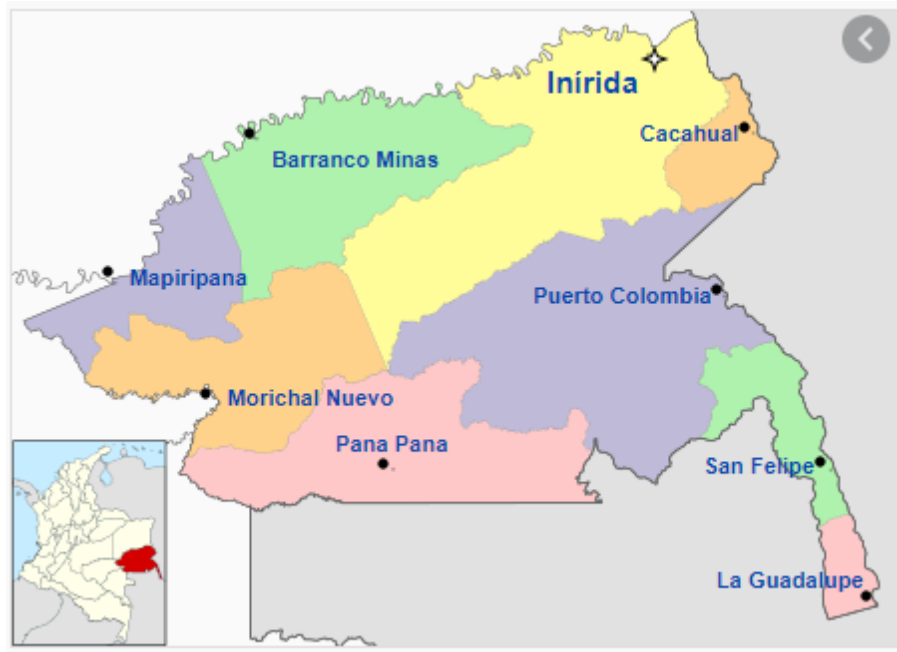 Inírida
Cacahual
Barranco Minas
Mapiripana
Puerto Colombia
Morichal Nuevo
Pana Pana
San Felipe
La Guadalupe